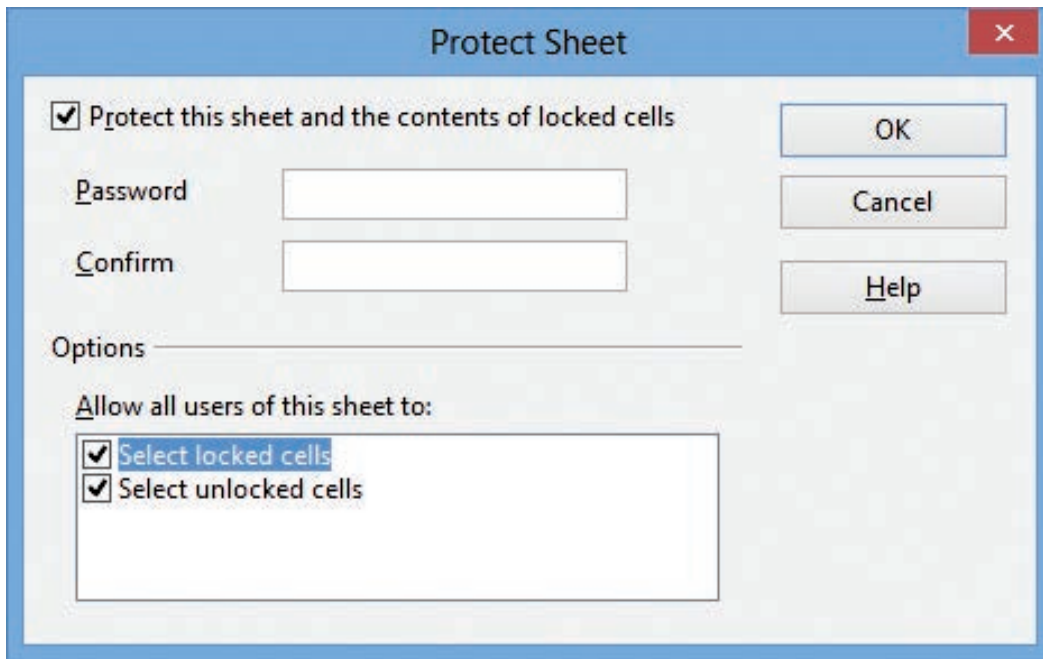 Protect Sheet
Protect this sheet and the contents of locked cells
OK
Password
Cancel
Confirm
Help
Options
Allow all users of this sheet to:
Select locked cells
Select unlocked cells